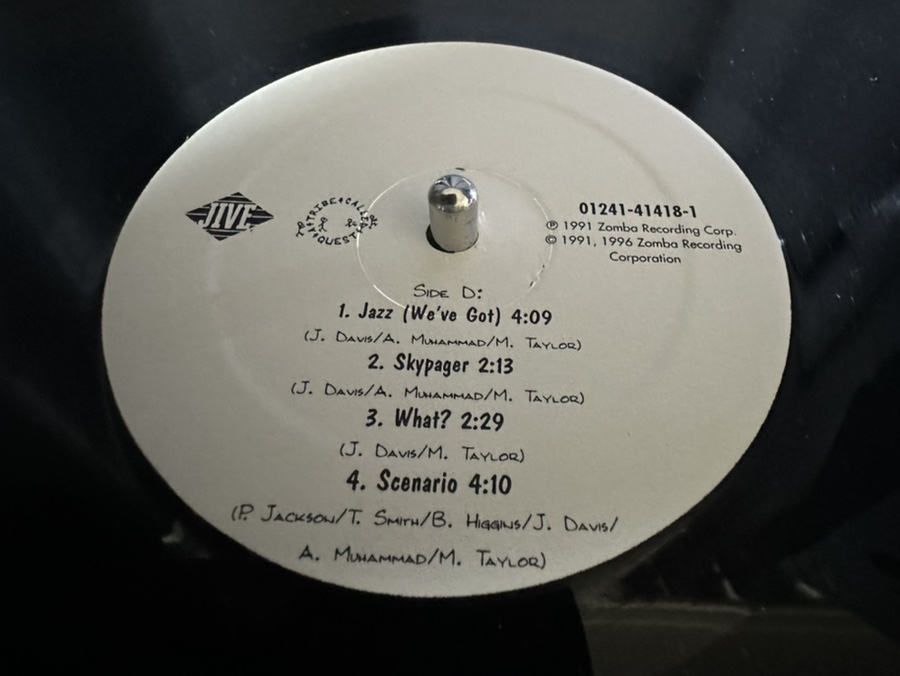 JIVE
A TRIBE CALLED QUEST
01241-41418-1
℗ 1991 Zomba Recording Corp.
© 1991, 1996 Zomba Recording
Corporation
Side D:
1. Jazz (We've Got) 4:09
(J. Davis/A. Muhammad/M. Taylor)
2. Skypager 2:13
(J. Davis/A. Muhammad/M. Taylor)
3. What? 2:29
(J. Davis/M. Taylor)
4. Scenario 4:10
(P. Jackson/T. Smith/B. Higgins/J. Davis/
A. Muhammad/M. Taylor)